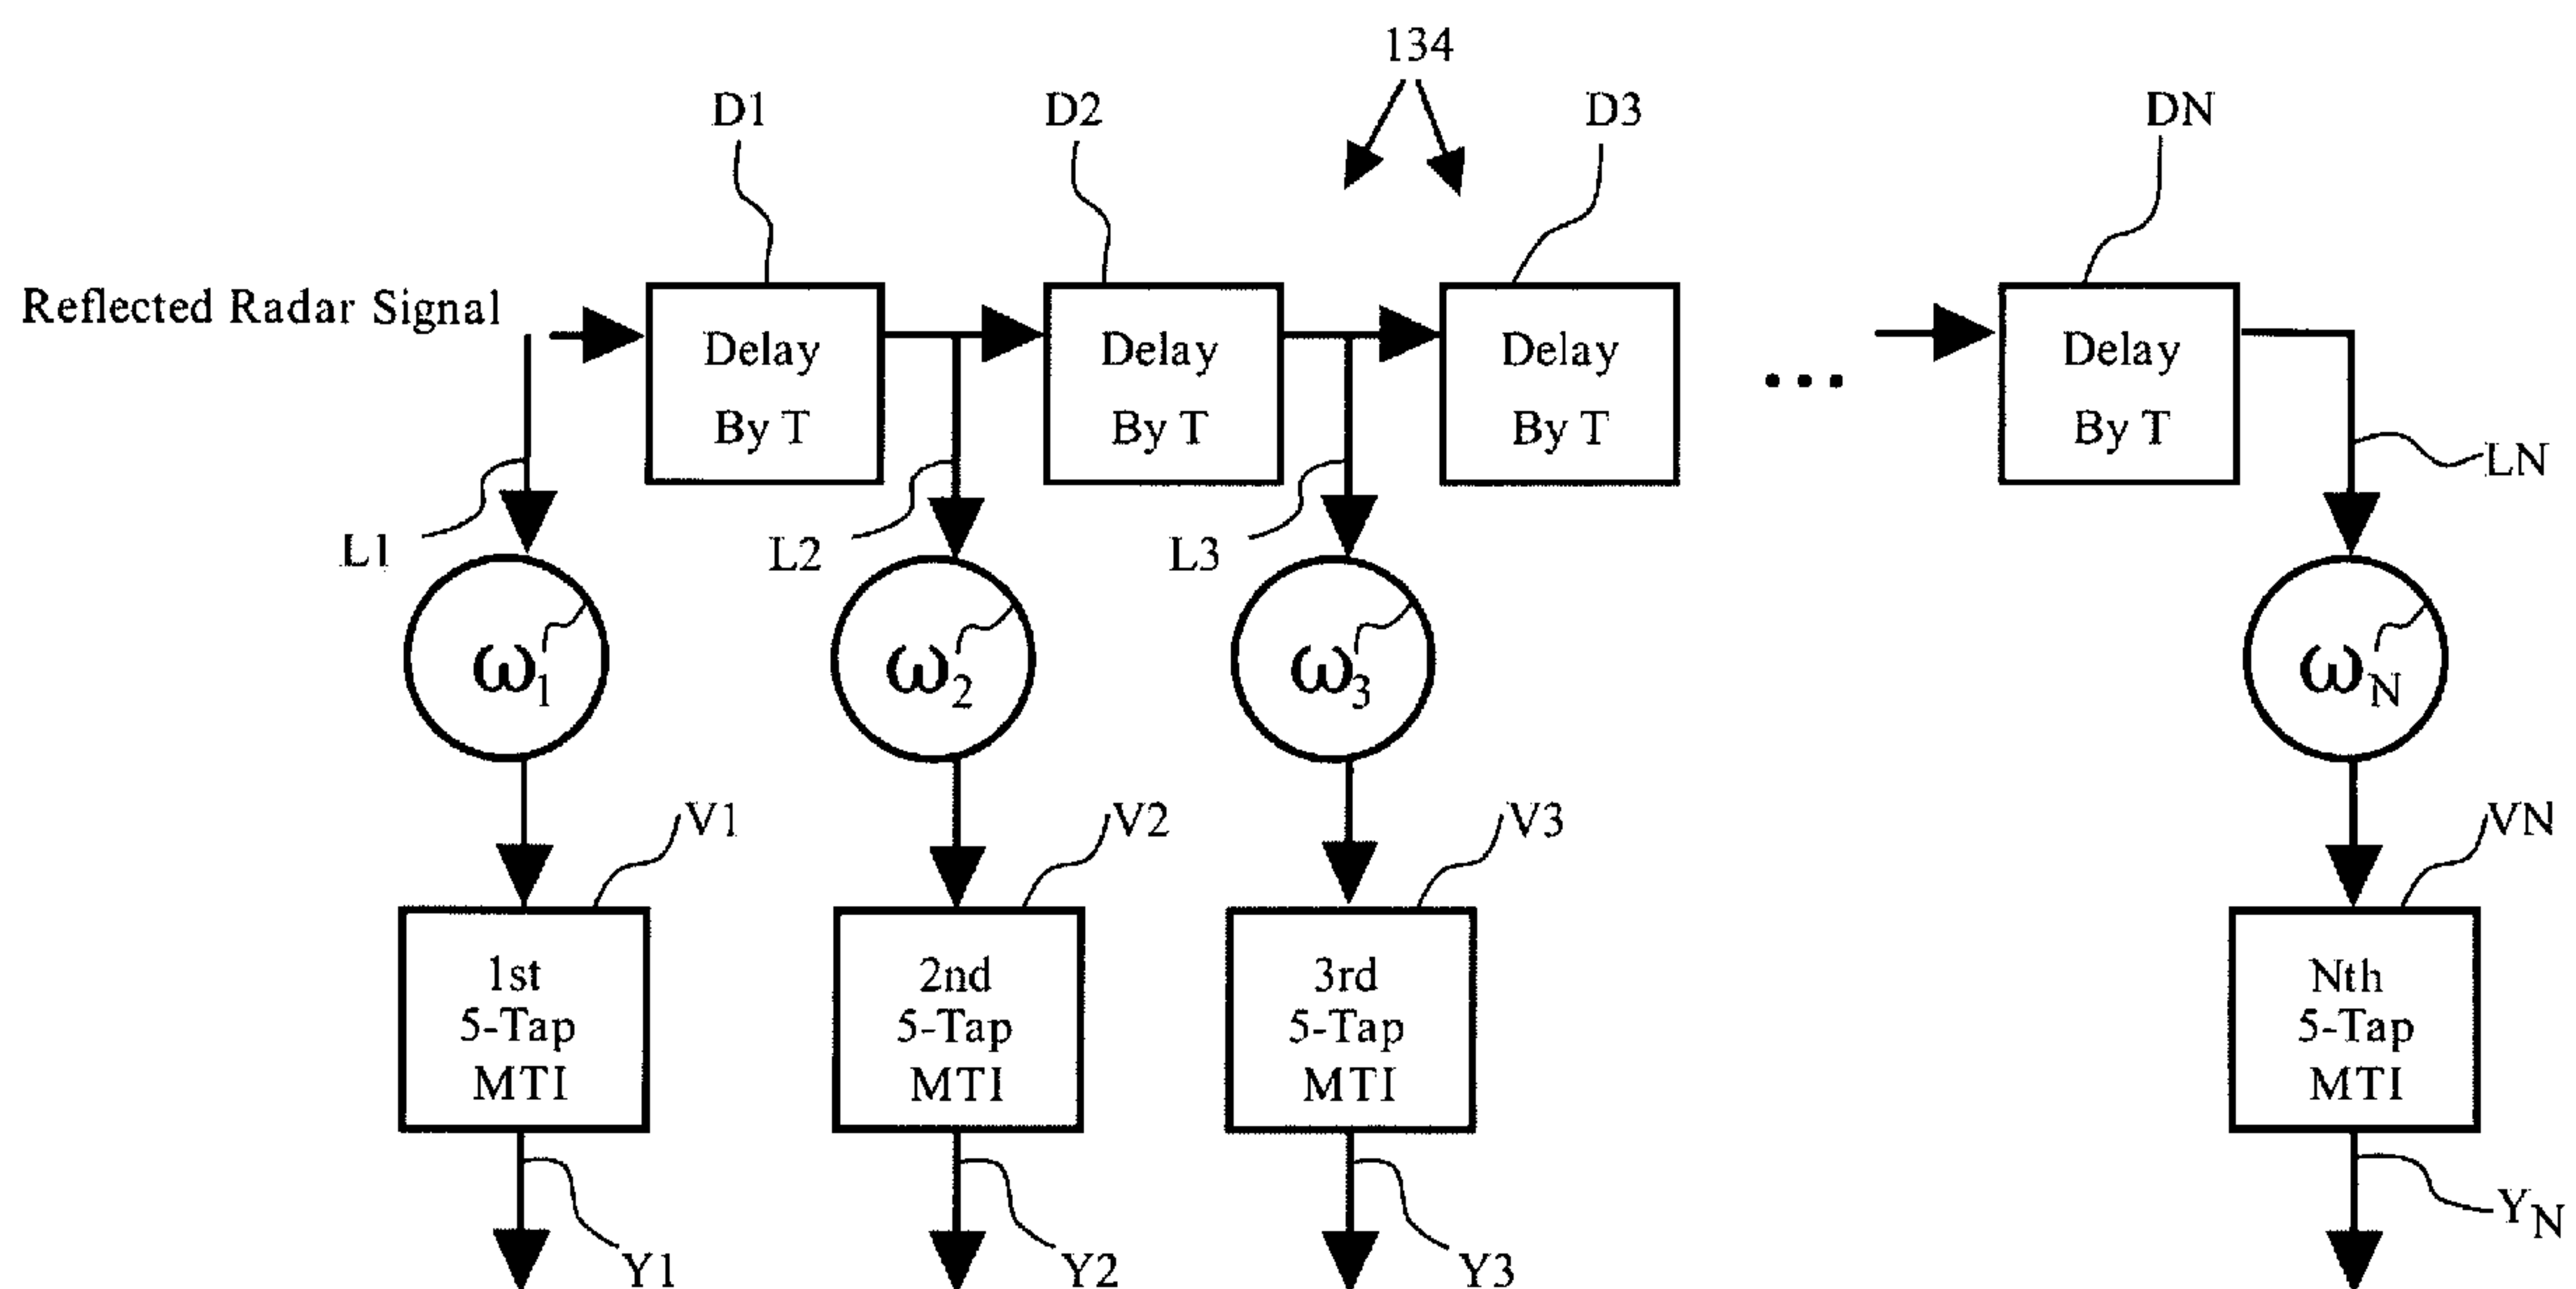 134
D1
D2
D3
DN
Reflected Radar Signal
Delay
By T
Delay
By T
Delay
By T
...
Delay
By T
L1
L2
L3
LN
ω1
ω2
ω3
ωN
V1
V2
V3
VN
1st
5-Tap
MTI
2nd
5-Tap
MTI
3rd
5-Tap
MTI
Nth
5-Tap
MTI
Y1
Y2
Y3
YN